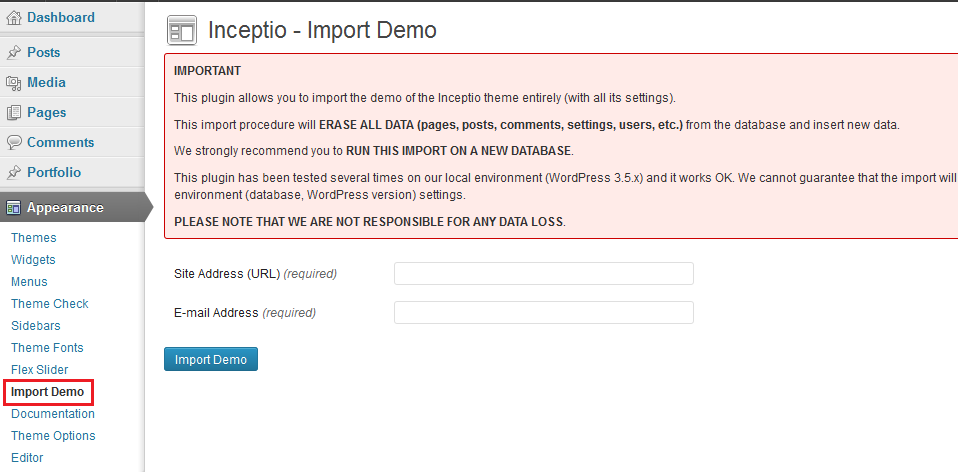 Dashboard
Posts
Media
Pages
Comments
Portfolio
Appearance
Themes
Widgets
Menus
Theme Check
Sidebars
Theme Fonts
Flex Slider
Import Demo
Documentation
Theme Options
Editor
Inceptio - Import Demo
IMPORTANT
This plugin allows you to import the demo of the Inceptio theme entirely (with all its settings).
This import procedure will ERASE ALL DATA (pages, posts, comments, settings, users, etc.) from the database and insert new data.
We strongly recommend you to RUN THIS IMPORT ON A NEW DATABASE.
This plugin has been tested several times on our local environment (WordPress 3.5.x) and it works OK. We cannot guarantee that the import will
environment (database, WordPress version) settings.
PLEASE NOTE THAT WE ARE NOT RESPONSIBLE FOR ANY DATA LOSS.
Site Address (URL) (required)
E-mail Address (required)
Import Demo